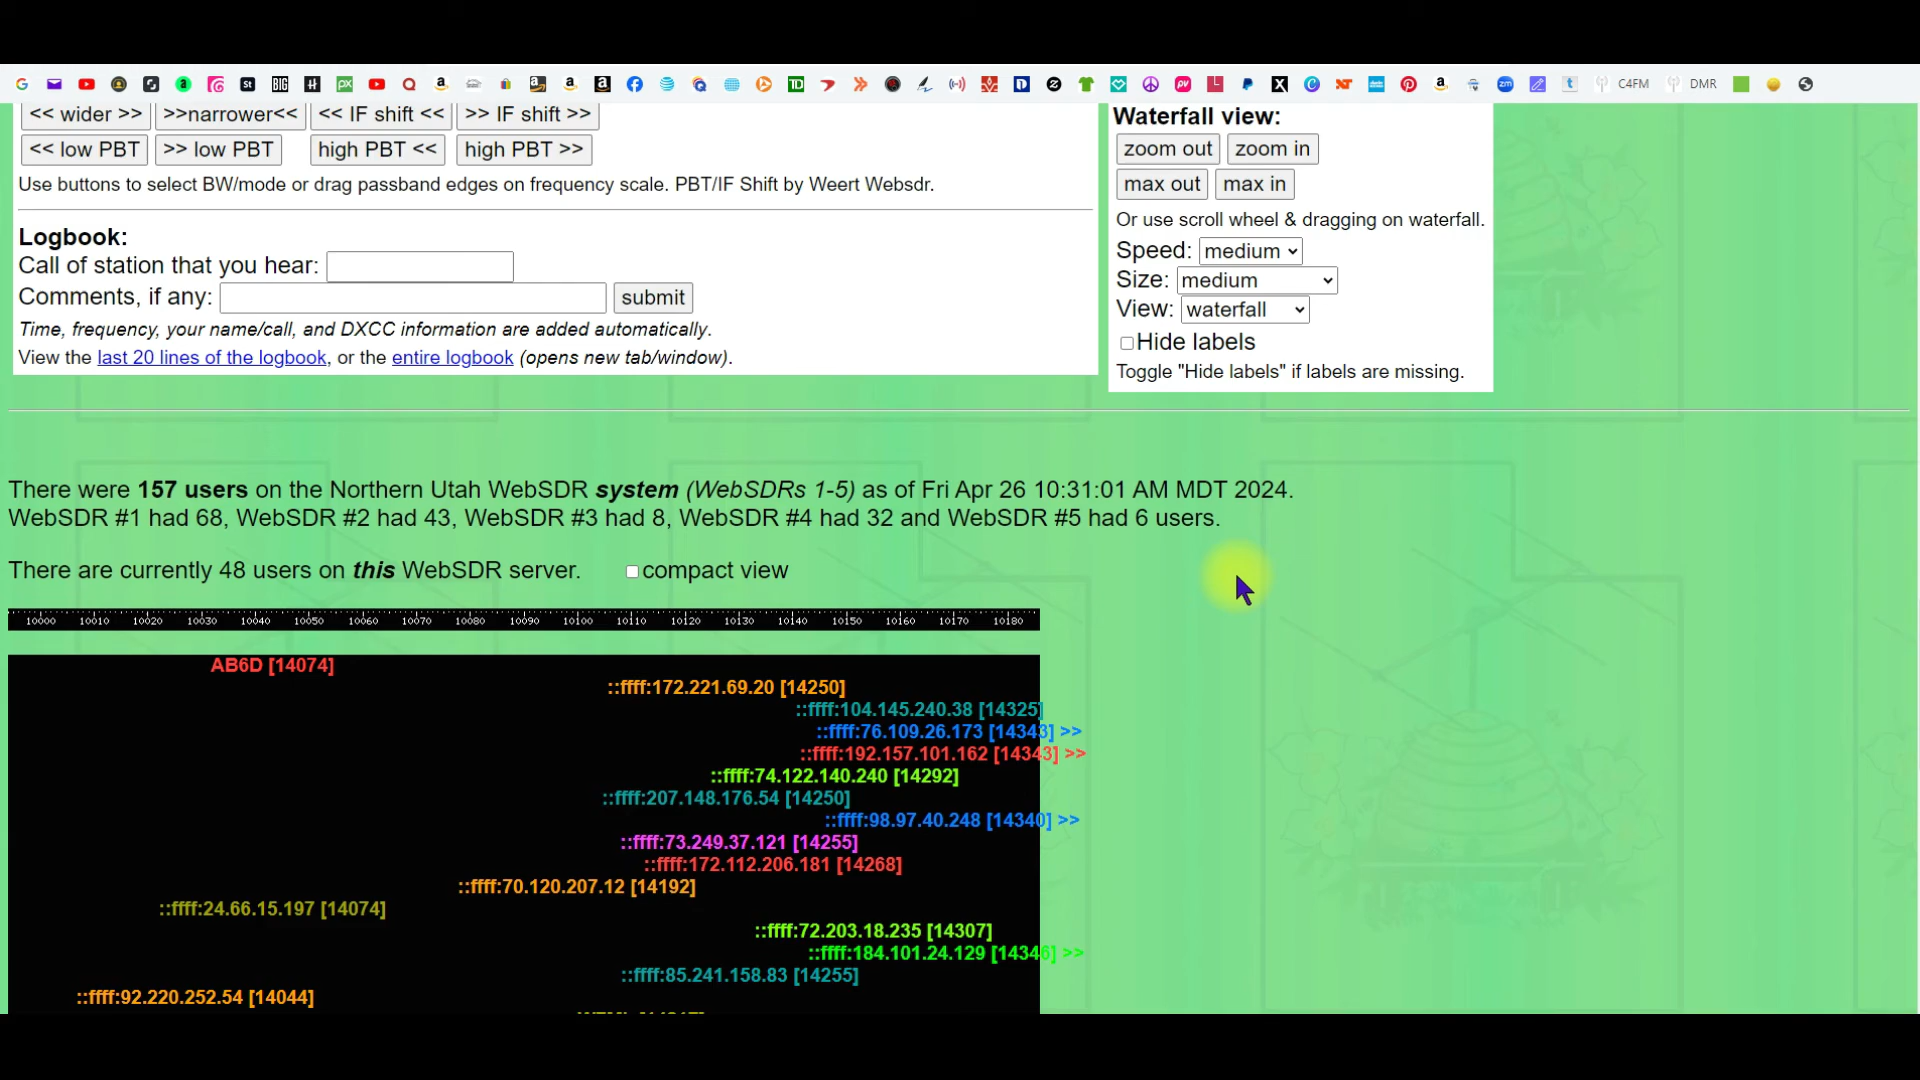 C4FM DMR
<< wider >> >>narrower<< << IF shift << >> IF shift >>
<< low PBT >> low PBT high PBT << high PBT >>
Use buttons to select BW/mode or drag passband edges on frequency scale. PBT/IF Shift by Weert Websdr.
Logbook:
Call of station that you hear:
Comments, if any: submit
Time, frequency, your name/call, and DXCC information are added automatically.
View the last 20 lines of the logbook, or the entire logbook (opens new tab/window).
Waterfall view:
zoom out zoom in
max out max in
Or use scroll wheel & dragging on waterfall.
Speed: medium
Size: medium
View: waterfall
Hide labels
Toggle "Hide labels" if labels are missing.
There were 157 users on the Northern Utah WebSDR system (WebSDRs 1-5) as of Fri Apr 26 10:31:01 AM MDT 2024.
WebSDR #1 had 68, WebSDR #2 had 43, WebSDR #3 had 8, WebSDR #4 had 32 and WebSDR #5 had 6 users.
There are currently 48 users on this WebSDR server. compact view
10000 10010 10020 10030 10040 10050 10060 10070 10080 10090 10100 10110 10120 10130 10140 10150 10160 10170 10180
AB6D [14074]
::ffff:172.221.69.20 [14250]
::ffff:104.145.240.38 [14325]
::ffff:76.109.26.173 [14343] >>
::ffff:192.157.101.162 [14343] >>
::ffff:74.122.140.240 [14292]
::ffff:207.148.176.54 [14250]
::ffff:98.97.40.248 [14340] >>
::ffff:73.249.37.121 [14255]
::ffff:172.112.206.181 [14268]
::ffff:70.120.207.12 [14192]
::ffff:24.66.15.197 [14074]
::ffff:72.203.18.235 [14307]
::ffff:184.101.24.129 [14346] >>
::ffff:85.241.158.83 [14255]
::ffff:92.220.252.54 [14044]